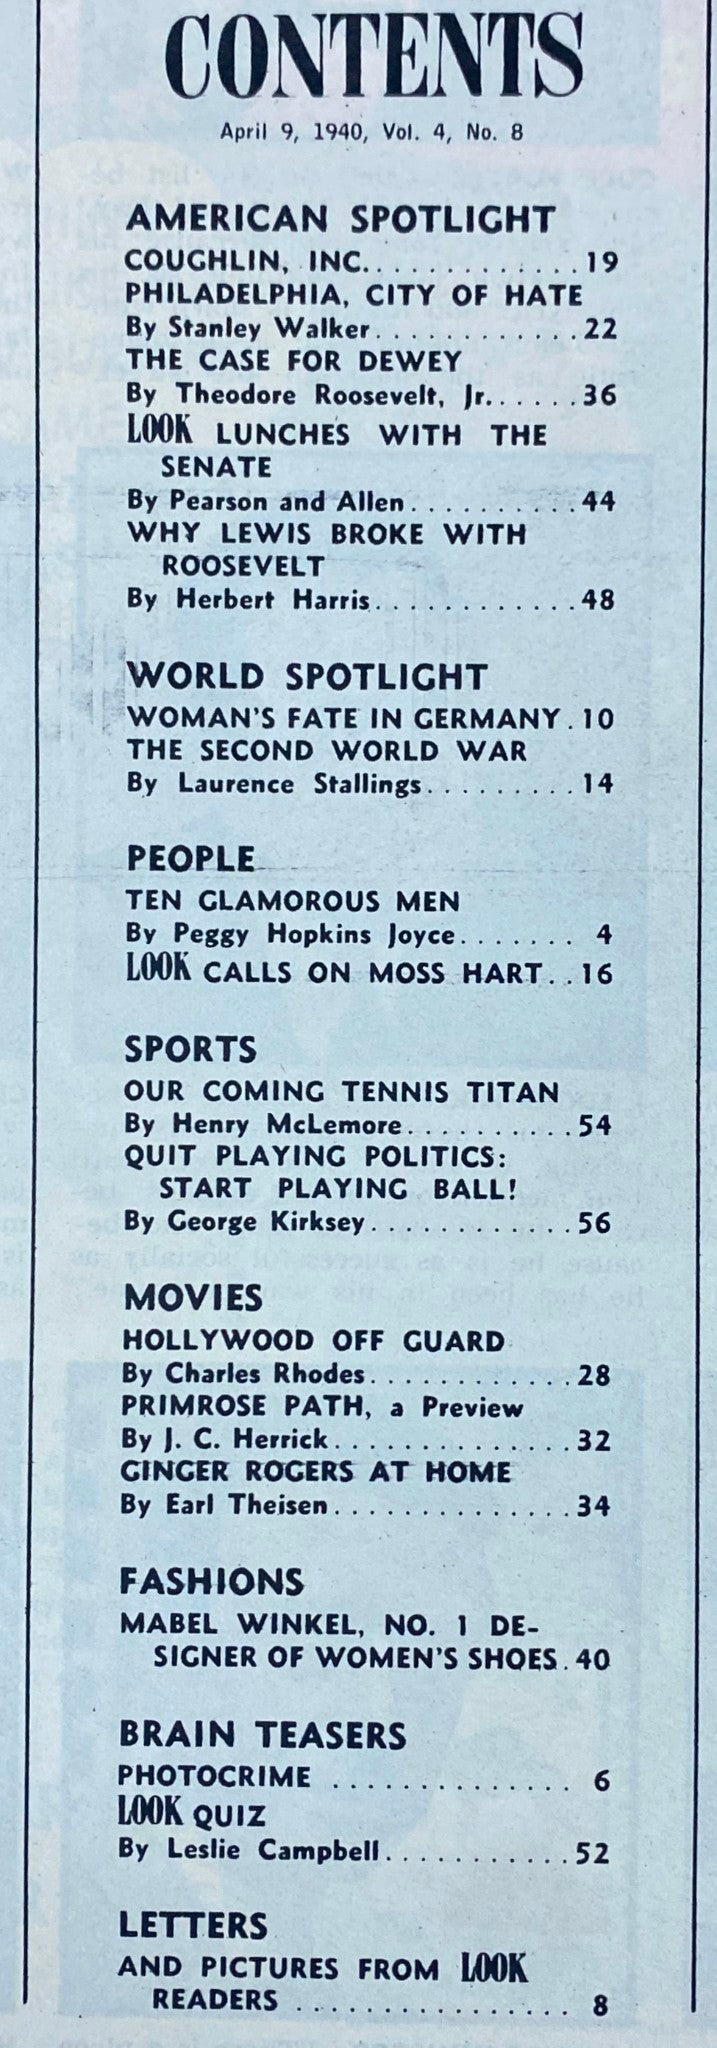 CONTENTS
April 9, 1940, Vol. 4, No. 8
AMERICAN SPOTLIGHT
COUGHLIN, INC.............19
PHILADELPHIA, CITY OF HATE
By Stanley Walker............22
THE CASE FOR DEWEY
By Theodore Roosevelt, Jr......36
LOOK LUNCHES WITH THE
SENATE
By Pearson and Allen..........44
WHY LEWIS BROKE WITH
ROOSEVELT
By Herbert Harris............48
WORLD SPOTLIGHT
WOMAN'S FATE IN GERMANY.10
THE SECOND WORLD WAR
By Laurence Stallings.........14
PEOPLE
TEN GLAMOROUS MEN
By Peggy Hopkins Joyce....... 4
LOOK CALLS ON MOSS HART..16
SPORTS
OUR COMING TENNIS TITAN
By Henry McLemore..........54
QUIT PLAYING POLITICS:
START PLAYING BALL!
By George Kirksey............56
MOVIES
HOLLYWOOD OFF GUARD
By Charles Rhodes............28
PRIMROSE PATH, a Preview
By J. C. Herrick..............32
GINGER ROGERS AT HOME
By Earl Theisen..............34
FASHIONS
MABEL WINKEL, NO. 1 DE-
SIGNER OF WOMEN'S SHOES.40
BRAIN TEASERS
PHOTOCRIME .............. 6
LOOK QUIZ
By Leslie Campbell...........52
LETTERS
AND PICTURES FROM LOOK
READERS ................ 8